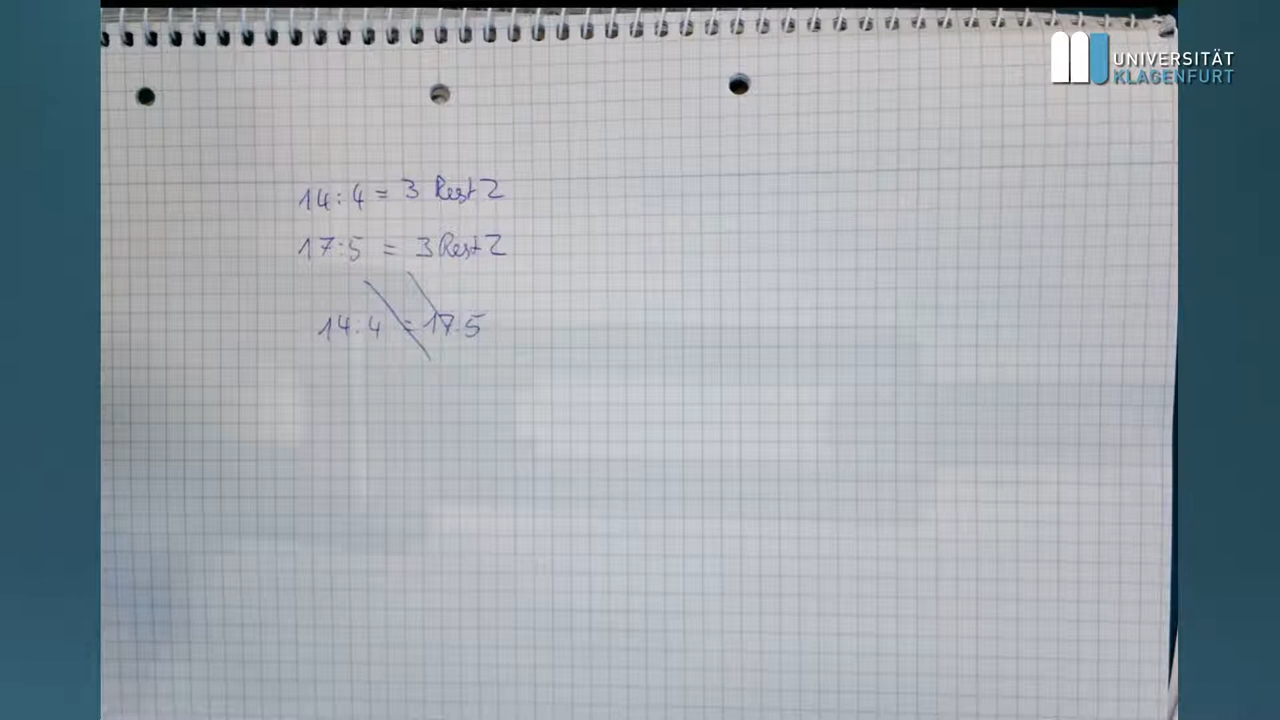 UNIVERSITÄT
KLAGENFURT
14:4 = 3 Rest 2
17:5 = 3 Rest 2
14:4 = 17:5